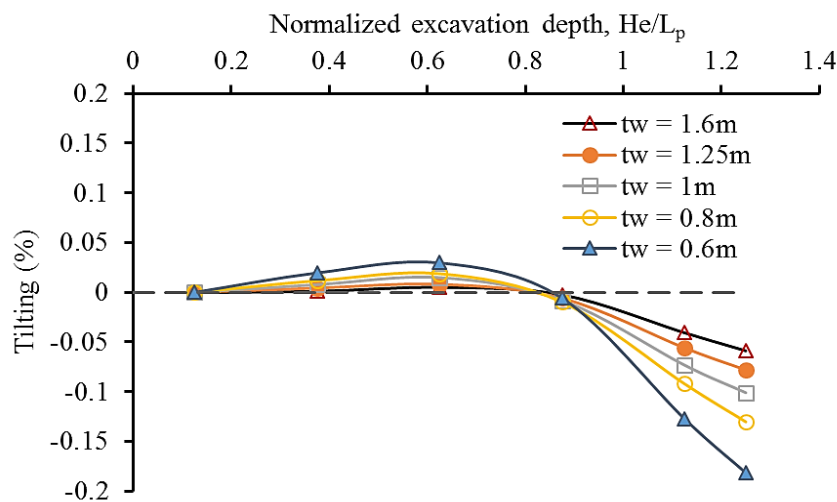 Normalized excavation depth, He/Lp
0 0.2 0.4 0.6 0.8 1 1.2 1.4
0.2
0.15
0.1
0.05
0
-0.05
-0.1
-0.15
-0.2
Tilting (%)
tw = 1.6m
tw = 1.25m
tw = 1m
tw = 0.8m
tw = 0.6m